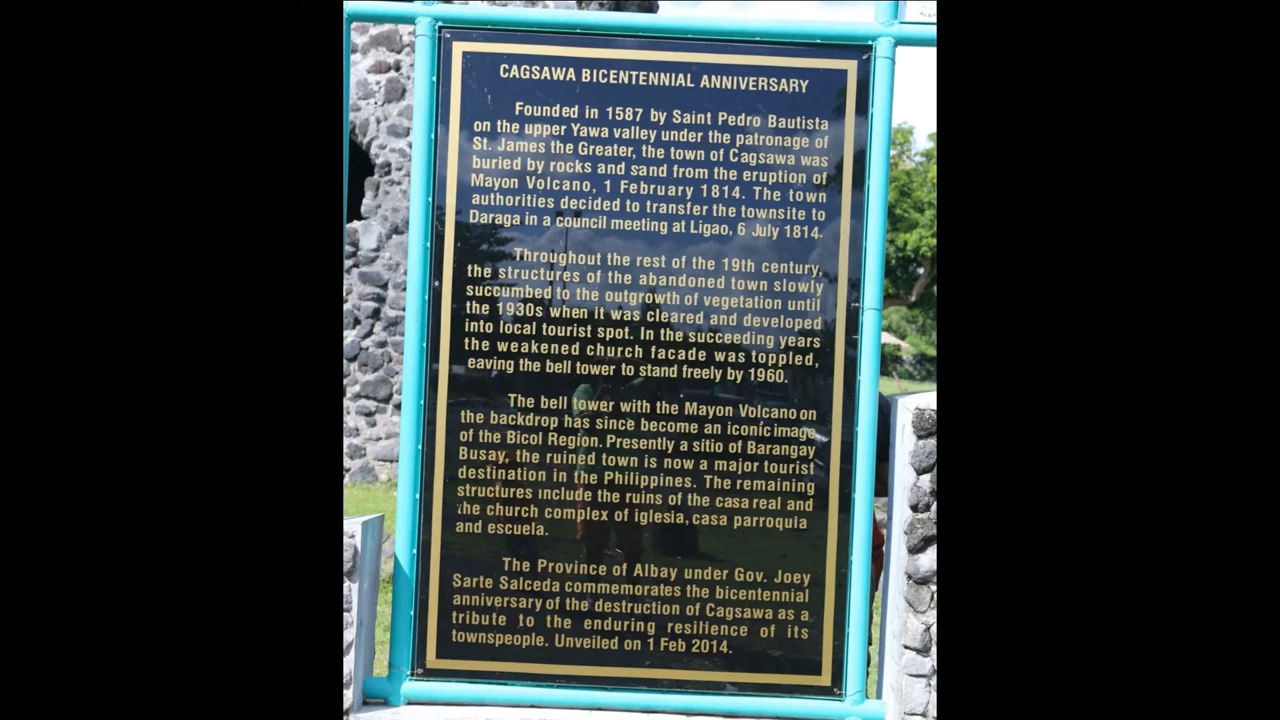 CAGSAWA BICENTENNIAL ANNIVERSARY
Founded in 1587 by Saint Pedro Bautista
on the upper Yawa valley under the patronage of
St. James the Greater, the town of Cagsawa was
buried by rocks and sand from the eruption of
Mayon Volcano, 1 February 1814. The town
authorities decided to transfer the townsite to
Daraga in a council meeting at Ligao, 6 July 1814.
Throughout the rest of the 19th century,
the structures of the abandoned town slowly
succumbed to the outgrowth of vegetation until
the 1930s when it was cleared and developed
into local tourist spot. In the succeeding years
the weakened church facade was toppled,
eaving the bell tower to stand freely by 1960.
The bell tower with the Mayon Volcano on
the backdrop has since become an iconic image
of the Bicol Region. Presently a sitio of Barangay
Busay, the ruined town is now a major tourist
destination in the Philippines. The remaining
structures include the ruins of the casa real and
the church complex of iglesia, casa parroquia
and escuela.
The Province of Albay under Gov. Joey
Sarte Salceda commemorates the bicentennial
anniversary of the destruction of Cagsawa as a
tribute to the enduring resilience of its
townspeople. Unveiled on 1 Feb 2014.